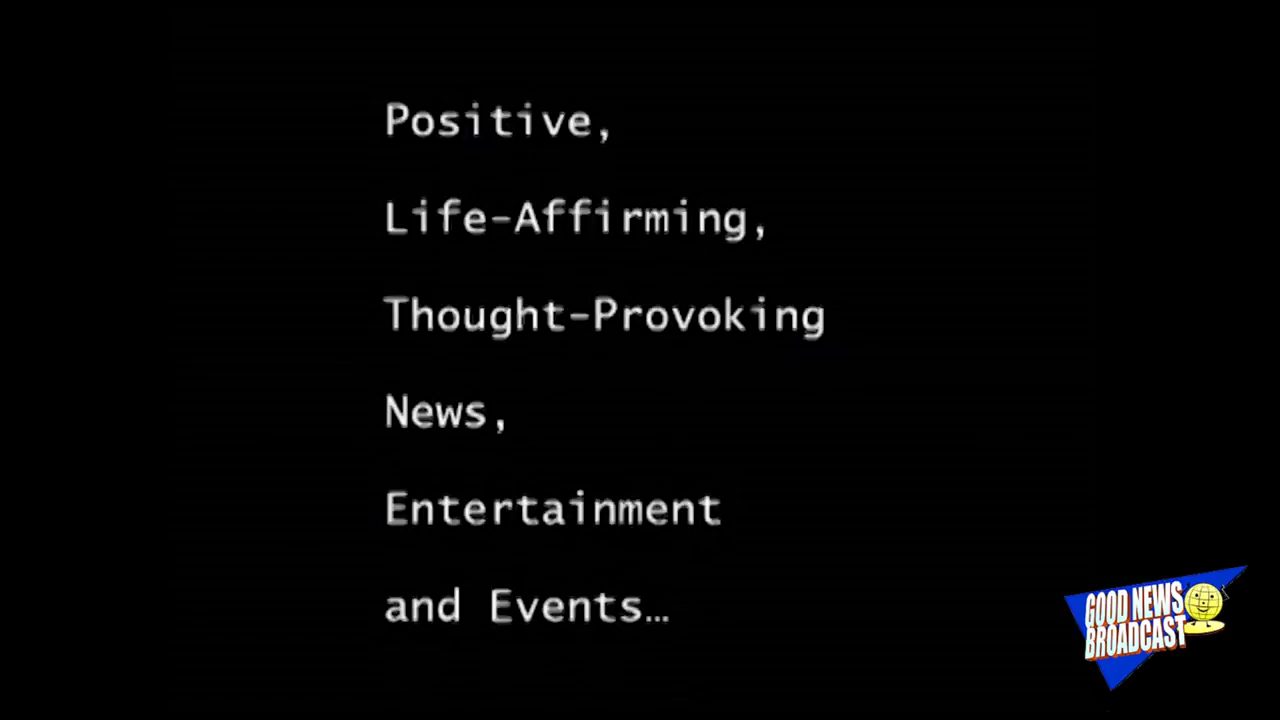 Positive,
Life-Affirming,
Thought-Provoking
News,
Entertainment
and Events…
GOOD NEWS
BROADCAST